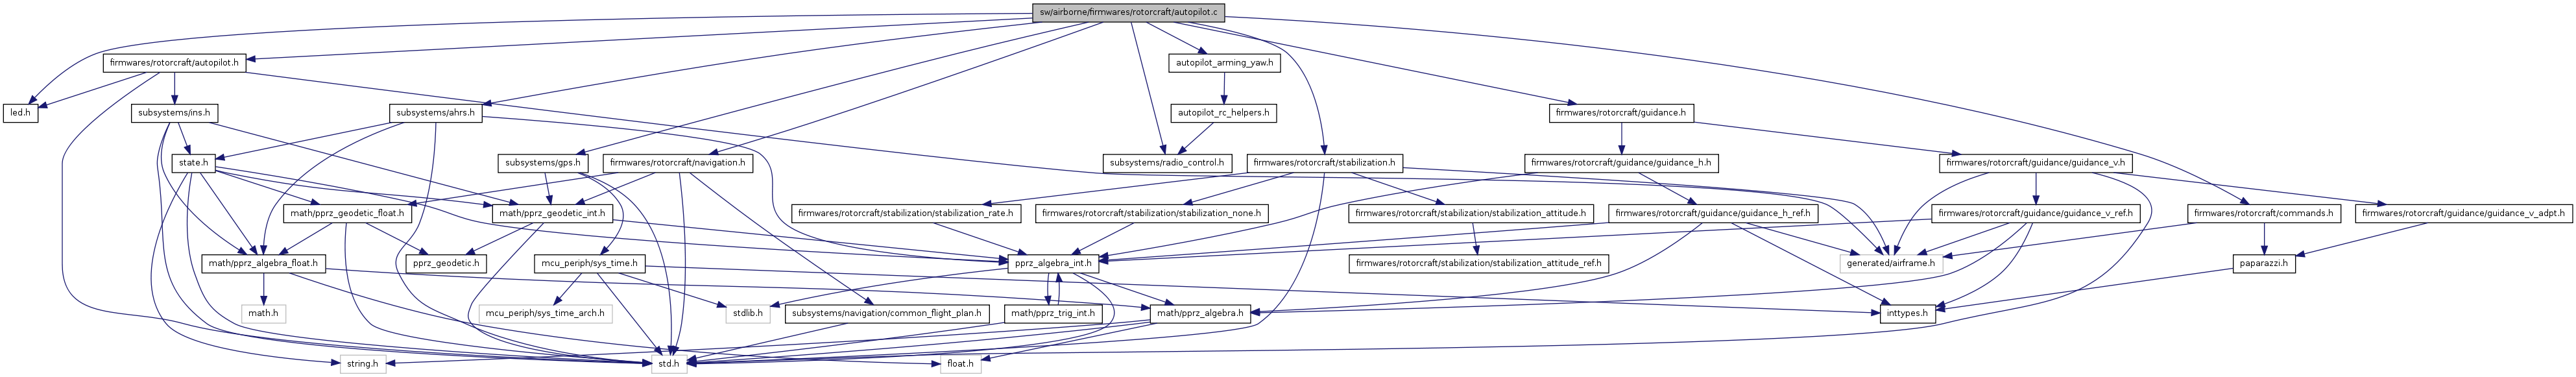 sw/airborne/firmwares/rotorcraft/autopilot.c
firmwares/rotorcraft/autopilot.h
autopilot_arming_yaw.h
led.h
subsystems/ins.h
subsystems/ahrs.h
autopilot_rc_helpers.h
firmwares/rotorcraft/guidance.h
state.h
subsystems/gps.h
firmwares/rotorcraft/navigation.h
subsystems/radio_control.h
firmwares/rotorcraft/stabilization.h
firmwares/rotorcraft/guidance/guidance_h.h
firmwares/rotorcraft/guidance/guidance_v.h
math/pprz_geodetic_float.h
math/pprz_geodetic_int.h
firmwares/rotorcraft/stabilization/stabilization_rate.h
firmwares/rotorcraft/stabilization/stabilization_none.h
firmwares/rotorcraft/stabilization/stabilization_attitude.h
firmwares/rotorcraft/guidance/guidance_h_ref.h
firmwares/rotorcraft/guidance/guidance_v_ref.h
firmwares/rotorcraft/commands.h
firmwares/rotorcraft/guidance/guidance_v_adpt.h
math/pprz_algebra_float.h
pprz_geodetic.h
mcu_periph/sys_time.h
pprz_algebra_int.h
firmwares/rotorcraft/stabilization/stabilization_attitude_ref.h
generated/airframe.h
paparazzi.h
math.h
mcu_periph/sys_time_arch.h
stdlib.h
subsystems/navigation/common_flight_plan.h
math/pprz_trig_int.h
math/pprz_algebra.h
inttypes.h
string.h
std.h
float.h